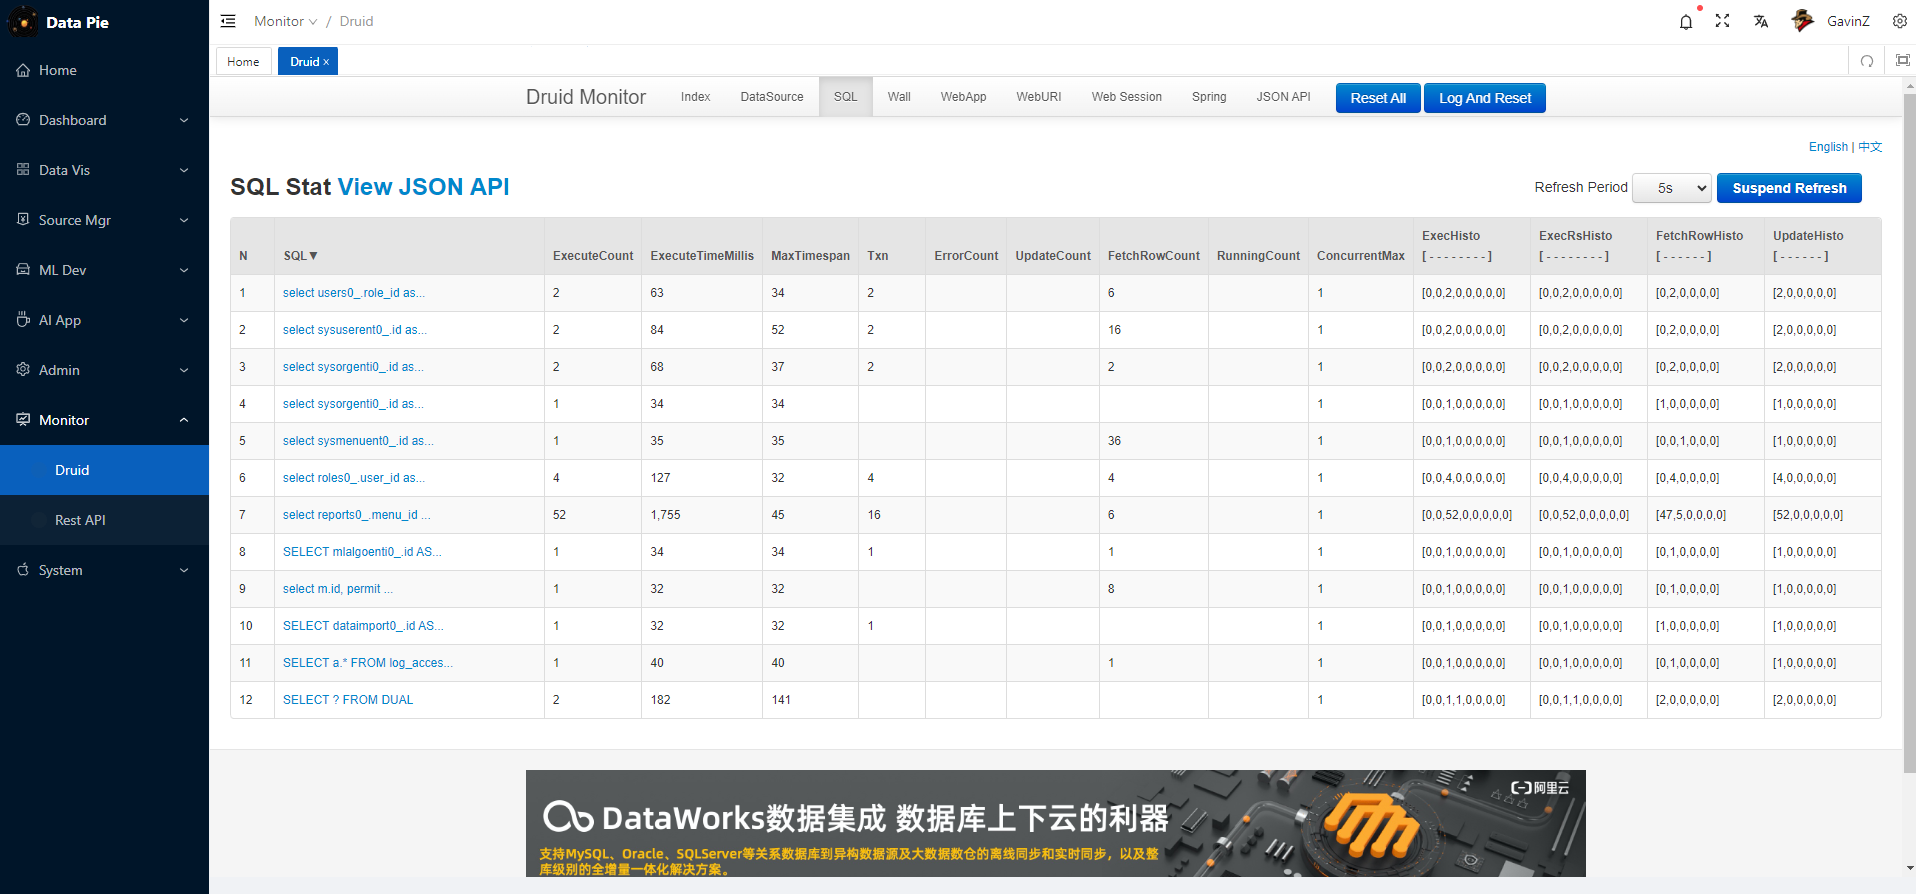 Data Pie
Monitor / Druid
GavinZ
Home
Druid ×
Home
Dashboard
Data Vis
Source Mgr
ML Dev
AI App
Admin
Monitor
Druid
Rest API
System
Druid Monitor Index DataSource SQL Wall WebApp WebURI Web Session Spring JSON API Reset All Log And Reset
English | 中文
SQL Stat View JSON API
Refresh Period 5s Suspend Refresh
N SQL▼ ExecuteCount ExecuteTimeMillis MaxTimespan Txn ErrorCount UpdateCount FetchRowCount RunningCount ConcurrentMax ExecHisto [ - - - - - - - - ] ExecRsHisto [ - - - - - - - - ] FetchRowHisto [ - - - - - - ] UpdateHisto [ - - - - - - ]
1 select users0_.role_id as... 2 63 34 2 6 1 [0,0,2,0,0,0,0,0] [0,0,2,0,0,0,0,0] [0,2,0,0,0,0] [2,0,0,0,0,0]
2 select sysuserent0_.id as... 2 84 52 2 16 1 [0,0,2,0,0,0,0,0] [0,0,2,0,0,0,0,0] [0,2,0,0,0,0] [2,0,0,0,0,0]
3 select sysorgenti0_.id as... 2 68 37 2 2 1 [0,0,2,0,0,0,0,0] [0,0,2,0,0,0,0,0] [0,2,0,0,0,0] [2,0,0,0,0,0]
4 select sysorgenti0_.id as... 1 34 34 1 [0,0,1,0,0,0,0,0] [0,0,1,0,0,0,0,0] [1,0,0,0,0,0] [1,0,0,0,0,0]
5 select sysmenuent0_.id as... 1 35 35 36 1 [0,0,1,0,0,0,0,0] [0,0,1,0,0,0,0,0] [0,0,1,0,0,0] [1,0,0,0,0,0]
6 select roles0_.user_id as... 4 127 32 4 4 1 [0,0,4,0,0,0,0,0] [0,0,4,0,0,0,0,0] [0,4,0,0,0,0] [4,0,0,0,0,0]
7 select reports0_.menu_id ... 52 1,755 45 16 6 1 [0,0,52,0,0,0,0,0] [0,0,52,0,0,0,0,0] [47,5,0,0,0,0] [52,0,0,0,0,0]
8 SELECT mlalgoenti0_.id AS... 1 34 34 1 1 1 [0,0,1,0,0,0,0,0] [0,0,1,0,0,0,0,0] [0,1,0,0,0,0] [1,0,0,0,0,0]
9 select m.id, permit ... 1 32 32 8 1 [0,0,1,0,0,0,0,0] [0,0,1,0,0,0,0,0] [0,1,0,0,0,0] [1,0,0,0,0,0]
10 SELECT dataimport0_.id AS... 1 32 32 1 1 [0,0,1,0,0,0,0,0] [0,0,1,0,0,0,0,0] [1,0,0,0,0,0] [1,0,0,0,0,0]
11 SELECT a.* FROM log_acces... 1 40 40 1 1 [0,0,1,0,0,0,0,0] [0,0,1,0,0,0,0,0] [0,1,0,0,0,0] [1,0,0,0,0,0]
12 SELECT ? FROM DUAL 2 182 141 1 [0,0,1,1,0,0,0,0] [0,0,1,1,0,0,0,0] [2,0,0,0,0,0] [2,0,0,0,0,0]
阿里云
DataWorks数据集成 数据库上下云的利器
支持MySQL、Oracle、SQLServer等关系数据库到异构数据源及大数据数仓的离线同步和实时同步，以及整
库级别的全增量一体化解决方案。